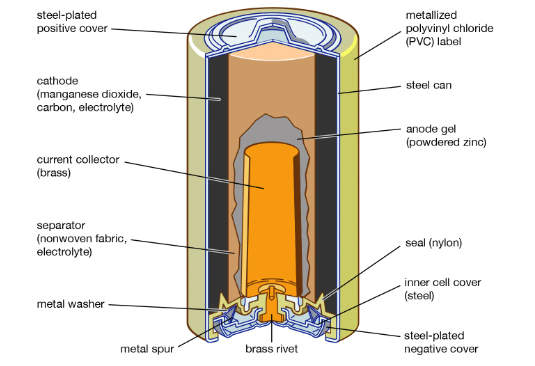 steel-plated
positive cover
cathode
(manganese dioxide,
carbon, electrolyte)
current collector
(brass)
separator
(nonwoven fabric,
electrolyte)
metal washer
metal spur
brass rivet
metallized
polyvinyl chloride
(PVC) label
steel can
anode gel
(powdered zinc)
seal (nylon)
inner cell cover
(steel)
steel-plated
negative cover